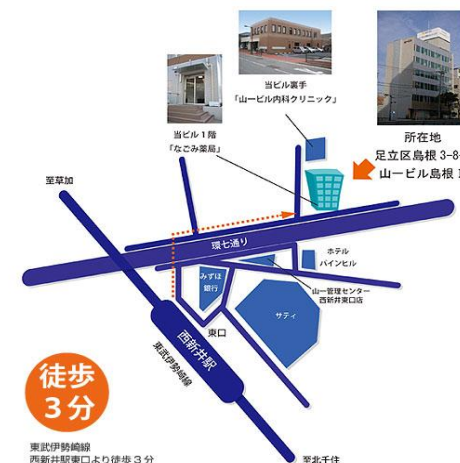 当ビル裏手
「山一ビル内科クリニック」
当ビル1階
「なごみ薬局」
所在地
足立区島根 3-8-
山一ビル島根
至草加
環七通り
ホテル
パインヒル
みずほ
銀行
山一管理センター
西新井東口店
サティ
東口
西新井駅
東武伊勢崎線
徒歩
3分
東武伊勢崎線
西新井駅東口より徒歩3分
至北千住